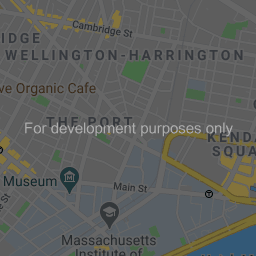 Cambridge St
RIDGE
WELLINGTON-HARRINGTON
ve Organic Cafe
THE PORT
For development purposes only
KENDA
SQUA
Museum
Main St
Massachusetts
Institute of